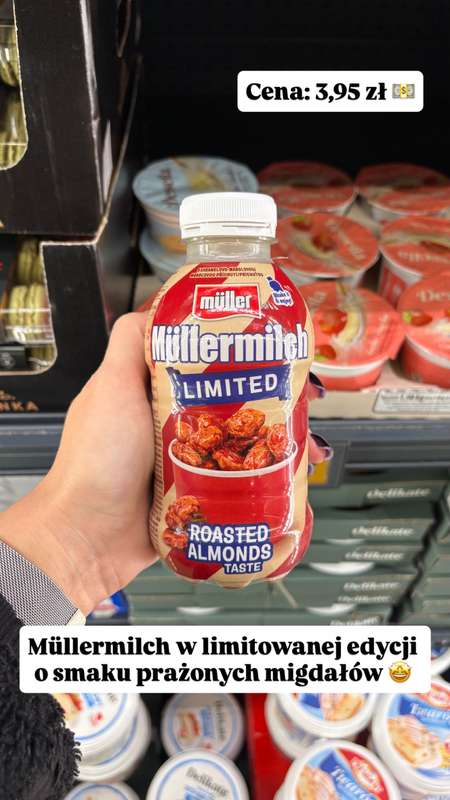 Cena: 3,95 zł 💵
müller
Müllermilch
LIMITED
ROASTED
ALMONDS
TASTE
Delikate
Müllermilch w limitowanej edycji
o smaku prażonych migdałów 🤩